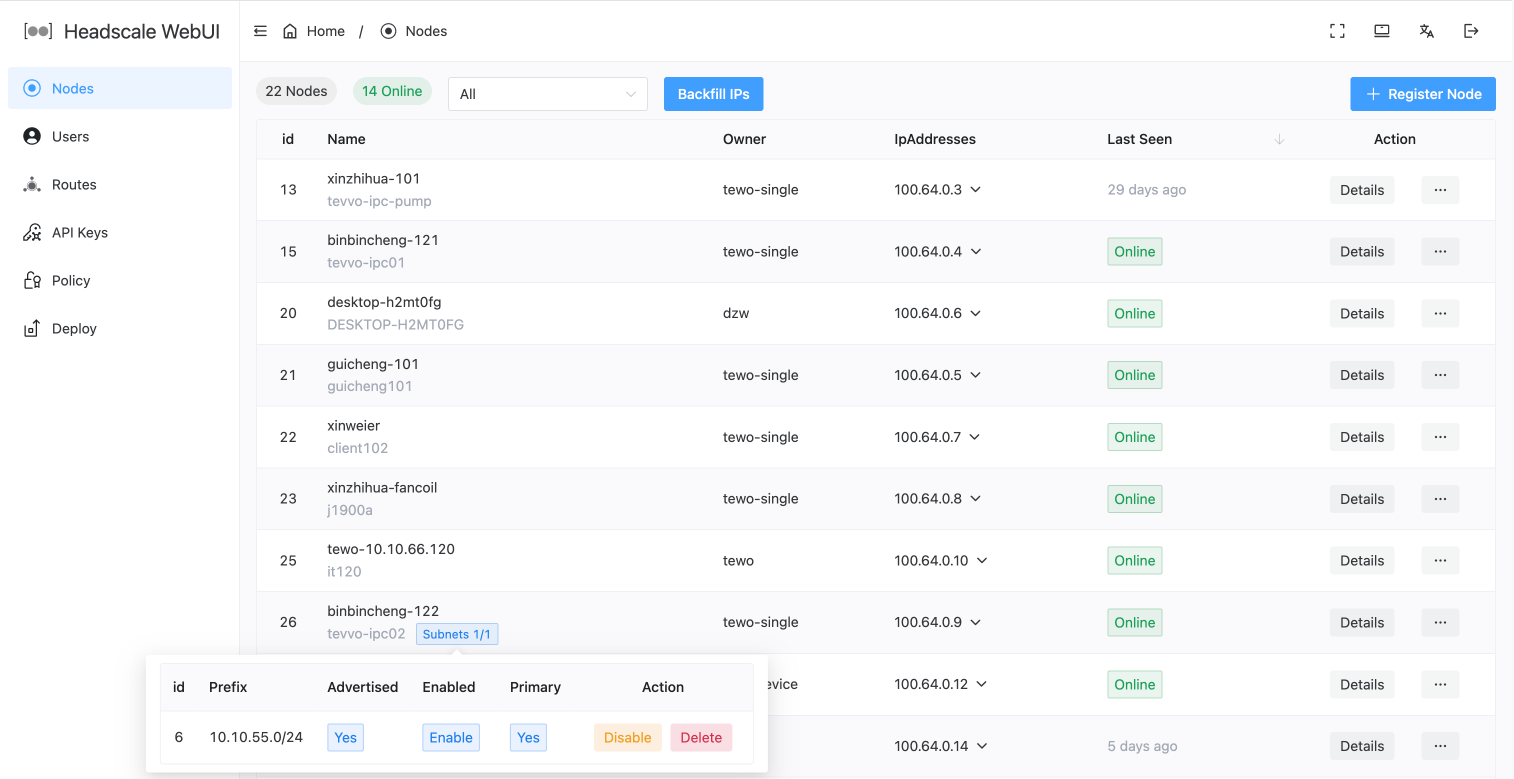 Headscale WebUI
Home / Nodes
Nodes
Users
Routes
API Keys
Policy
Deploy
22 Nodes 14 Online All Backfill IPs + Register Node
id Name Owner IpAddresses Last Seen Action
13 xinzhihua-101 tewo-single 100.64.0.3 29 days ago Details ...
tevvo-ipc-pump
15 binbincheng-121 tewo-single 100.64.0.4 Online Details ...
tevvo-ipc01
20 desktop-h2mt0fg dzw 100.64.0.6 Online Details ...
DESKTOP-H2MT0FG
21 guicheng-101 tewo-single 100.64.0.5 Online Details ...
guicheng101
22 xinweier tewo-single 100.64.0.7 Online Details ...
client102
23 xinzhihua-fancoil tewo-single 100.64.0.8 Online Details ...
j1900a
25 tewo-10.10.66.120 tewo 100.64.0.10 Online Details ...
it120
26 binbincheng-122 tewo-single 100.64.0.9 Online Details ...
tevvo-ipc02 Subnets 1/1
100.64.0.12 Online Details ...
100.64.0.14 5 days ago Details ...
id Prefix Advertised Enabled Primary Action
6 10.10.55.0/24 Yes Enable Yes Disable Delete